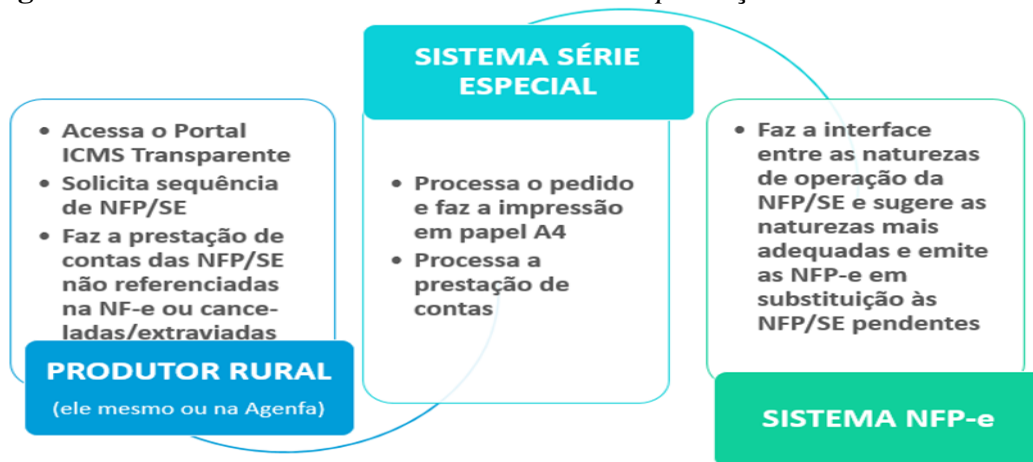 • Acessa o Portal
ICMS Transparente
• Solicita sequência
de NFP/SE
• Faz a prestação de
contas das NFP/SE
não referenciadas
na NF-e ou cance-
ladas/extraviadas
PRODUTOR RURAL
(ele mesmo ou na Agenfa)
SISTEMA SÉRIE
ESPECIAL
• Processa o pedido
e faz a impressão
em papel A4
• Processa a
prestação de
contas
• Faz a interface
entre as naturezas
de operação da
NFP/SE e sugere as
naturezas mais
adequadas e emite
as NFP-e em
substituição às
NFP/SE pendentes
SISTEMA NFP-e